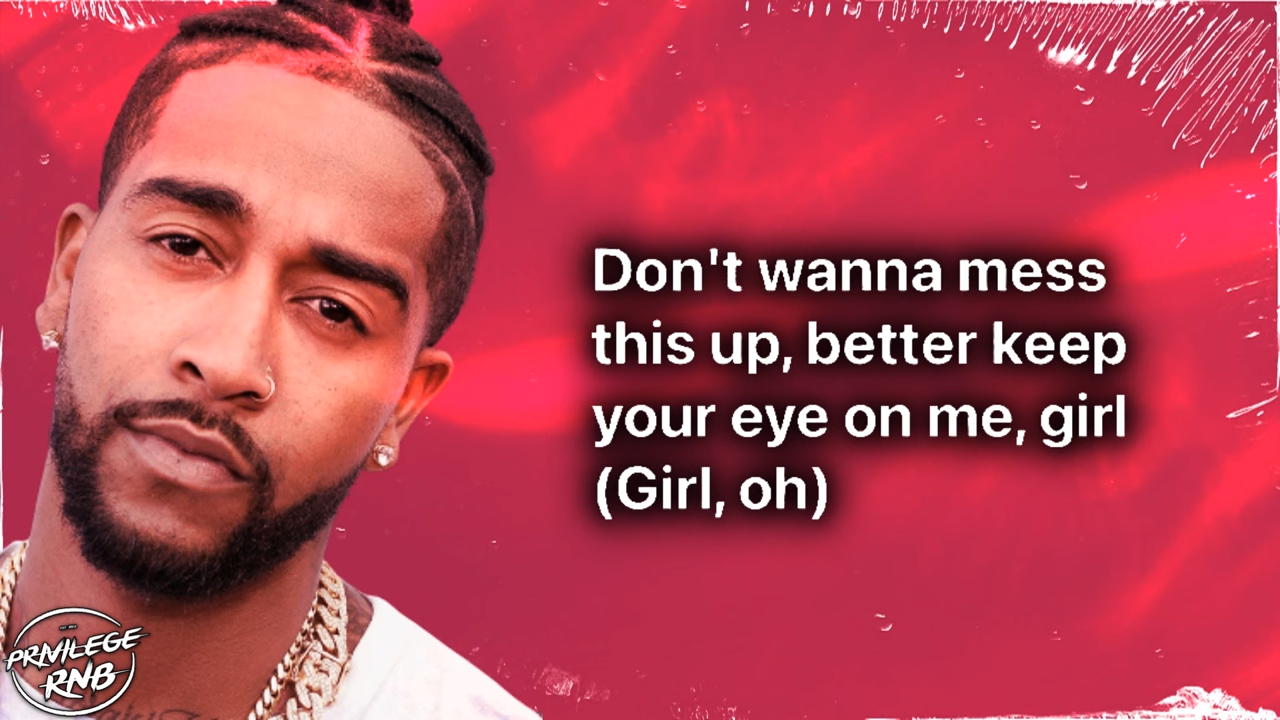 Don't wanna mess
this up, better keep
your eye on me, girl
(Girl, oh)
PRIVILEGE
RNB